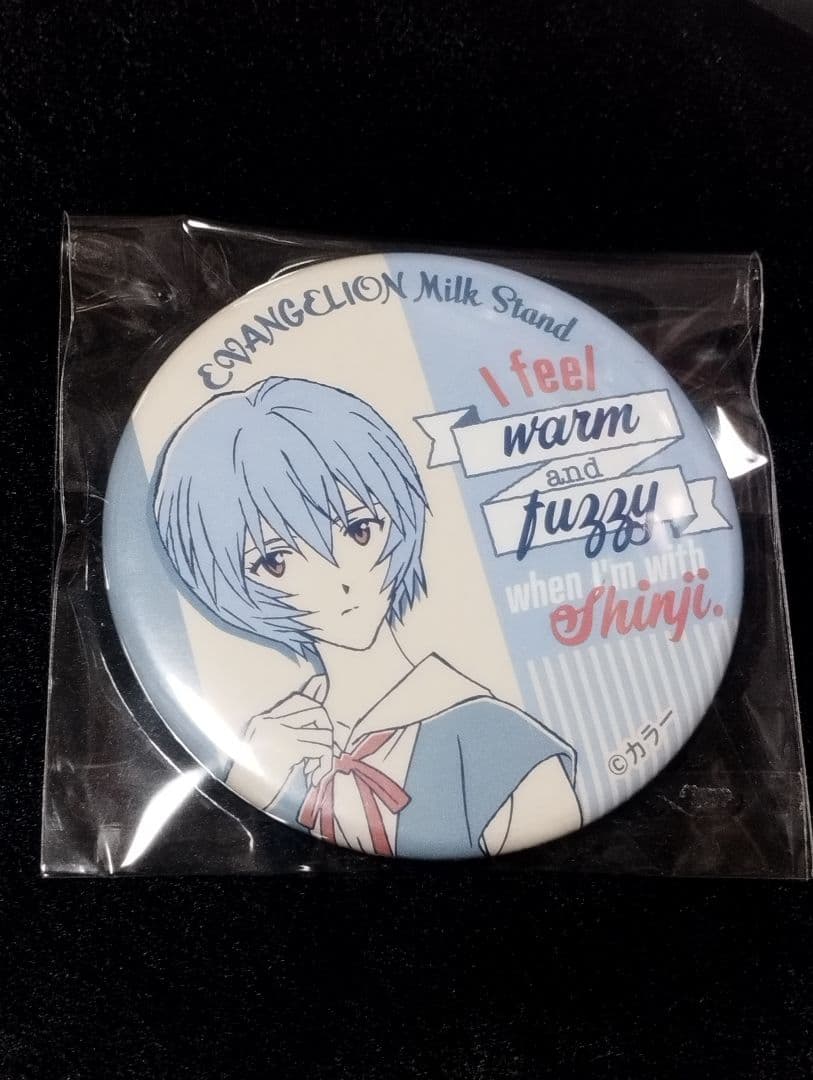 EVANGELION Milk Stand
I feel
warm
and
fuzzy
when I'm with
Shinji.
©カラー